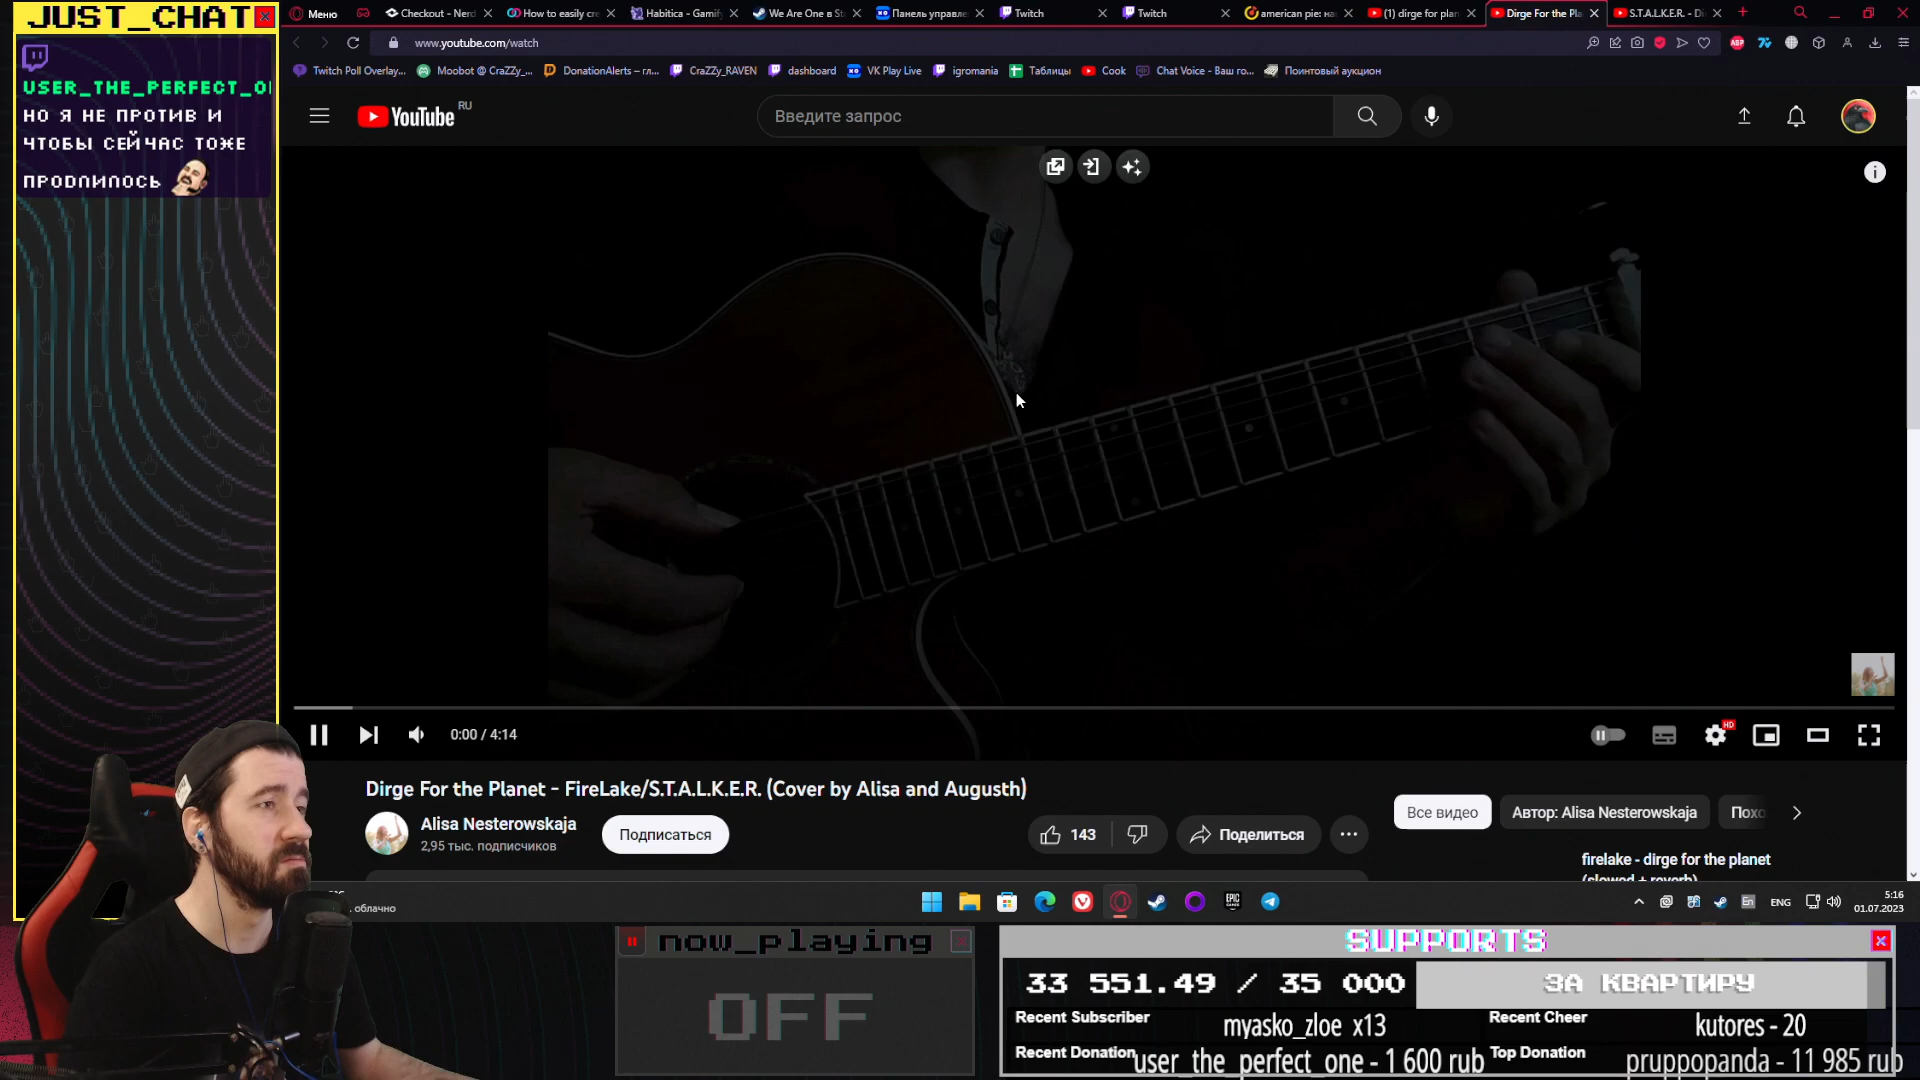 JUST_CHAT
USER_THE_PERFECT_O
НО Я НЕ ПРОТИВ И
ЧТОБЫ СЕЙЧАС ТОЖЕ
ПРОДЛИЛОСЬ
Меню
Checkout - Nerd
How to easily cre
Habitica - Gamif
We Are One в St
Панель управле
Twitch
Twitch
american pie: на
(1) dirge for plan
Dirge For the Pla
S.T.A.L.K.E.R. - Di
www.youtube.com/watch
Twitch Poll Overlay...
Moobot @ CraZZy_...
DonationAlerts – гл...
CraZZy_RAVEN
dashboard
VK Play Live
igromania
Таблицы
Cook
Chat Voice - Ваш го...
Поинтовый аукцион
YouTube RU
Введите запрос
0:00 / 4:14
HD
Dirge For the Planet - FireLake/S.T.A.L.K.E.R. (Cover by Alisa and Augusth)
Alisa Nesterowskaja
2,95 тыс. подписчиков
Подписаться
143
Поделиться
Все видео
Автор: Alisa Nesterowskaja
Похо
firelake - dirge for the planet
(slowed + reverb)
облачно
ENG
5:16
01.07.2023
now_playing
OFF
SUPPORTS
33 551.49 / 35 000
ЗА КВАРТИРУ
Recent Subscriber
myasko_zloe x13
Recent Cheer
kutores - 20
Recent Donation
user_the_perfect_one - 1 600 rub
Top Donation
pruppopanda - 11 985 rub